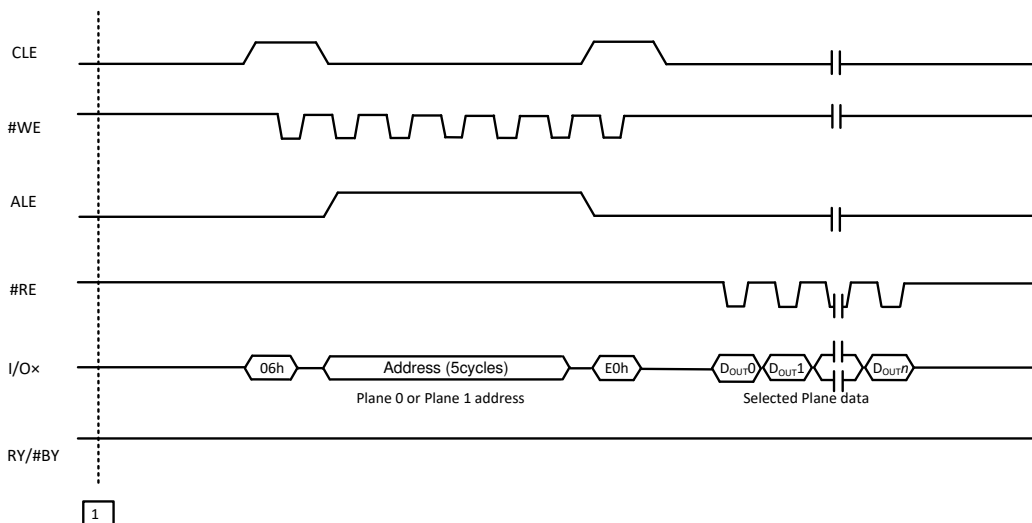 CLE
#WE
ALE
#RE
I/O×
06h
Address (5cycles)
E0h
DOUT0
DOUT1
DOUTn
Plane 0 or Plane 1 address
Selected Plane data
RY/#BY
1